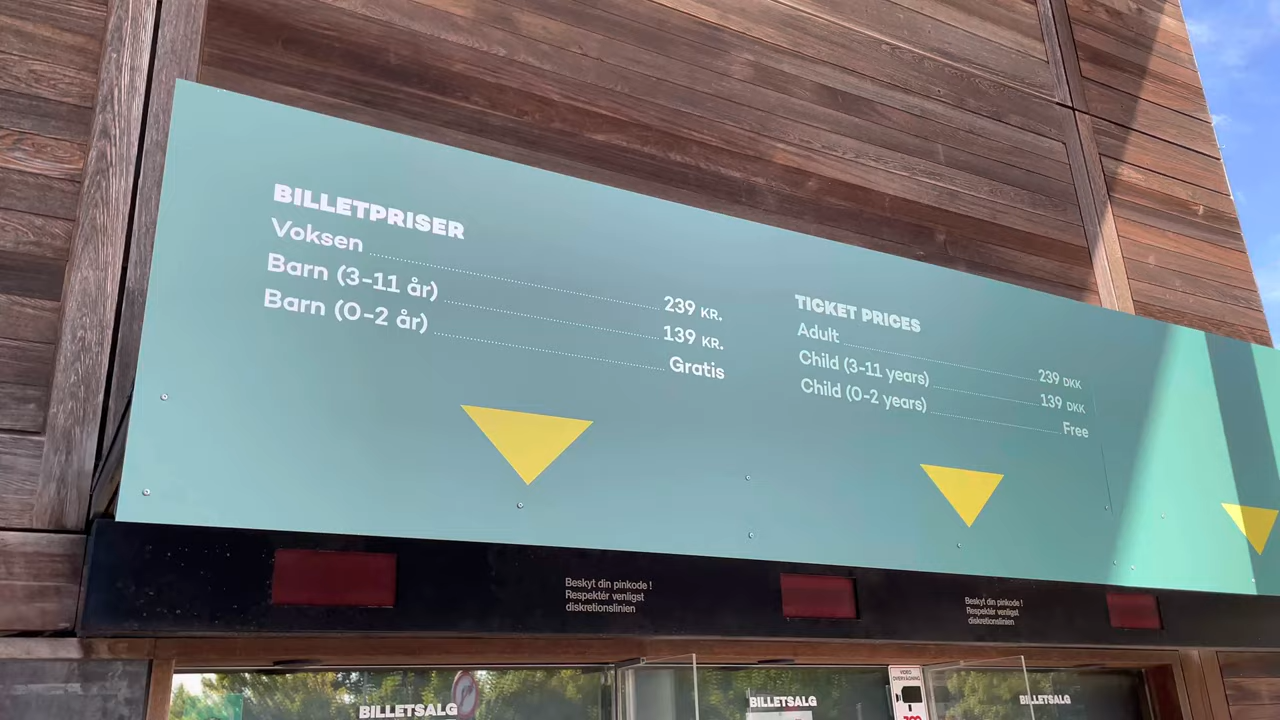 BILLETPRISER
Voksen 239 KR.
Barn (3-11 år) 139 KR.
Barn (0-2 år) Gratis
TICKET PRICES
Adult 239 DKK
Child (3-11 years) 139 DKK
Child (0-2 years) Free
Beskyt din pinkode !
Respektér venligst
diskretionslinien
Beskyt din pinkode !
Respektér venligst
diskretionslinien
BILLETSALG
BILLETSALG
VIDEO
OVERVÅGNING
BILLETSALG